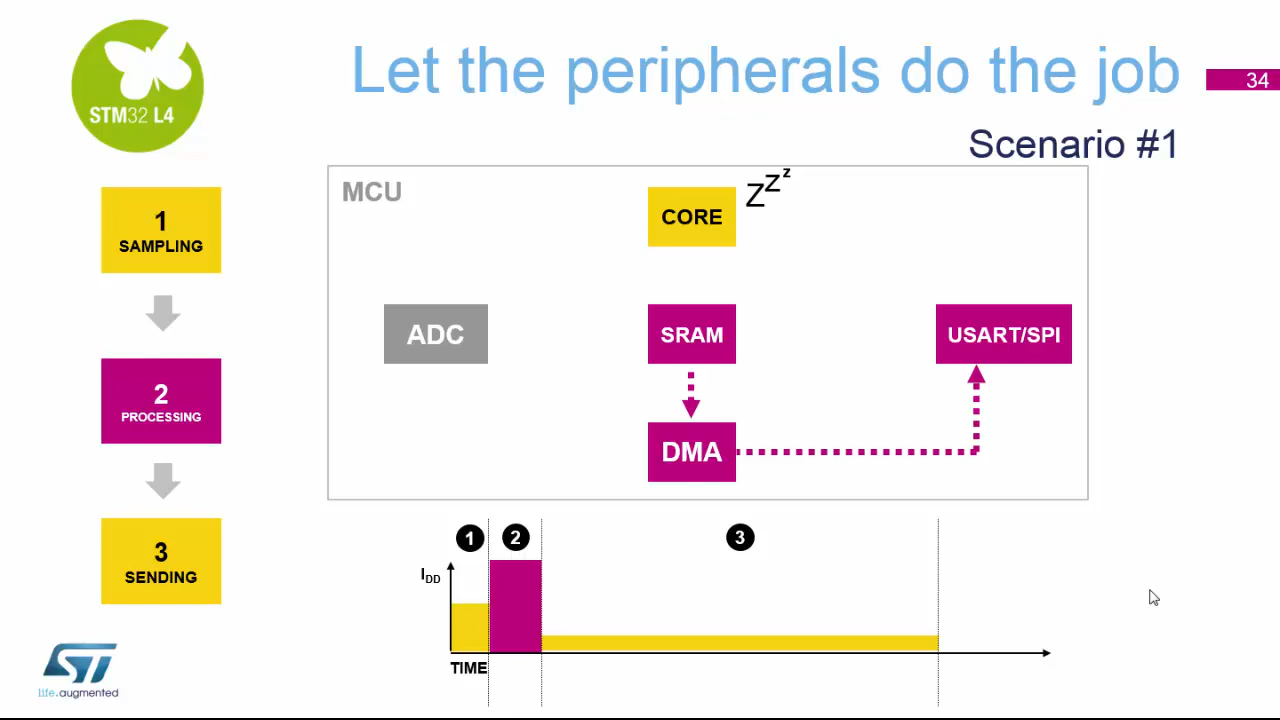 Let the peripherals do the job
34
STM32 L4
Scenario #1
MCU
CORE
Z Z z
1
SAMPLING
ADC
SRAM
USART/SPI
2
PROCESSING
DMA
3
SENDING
1 2 3
IDD
TIME
ST
life.augmented